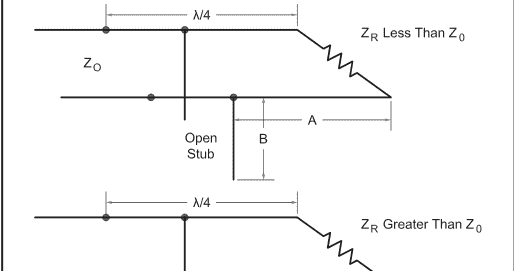 λ/4
Z_R Less Than Z_0
Z_O
A
Open
Stub
B
λ/4
Z_R Greater Than Z_0